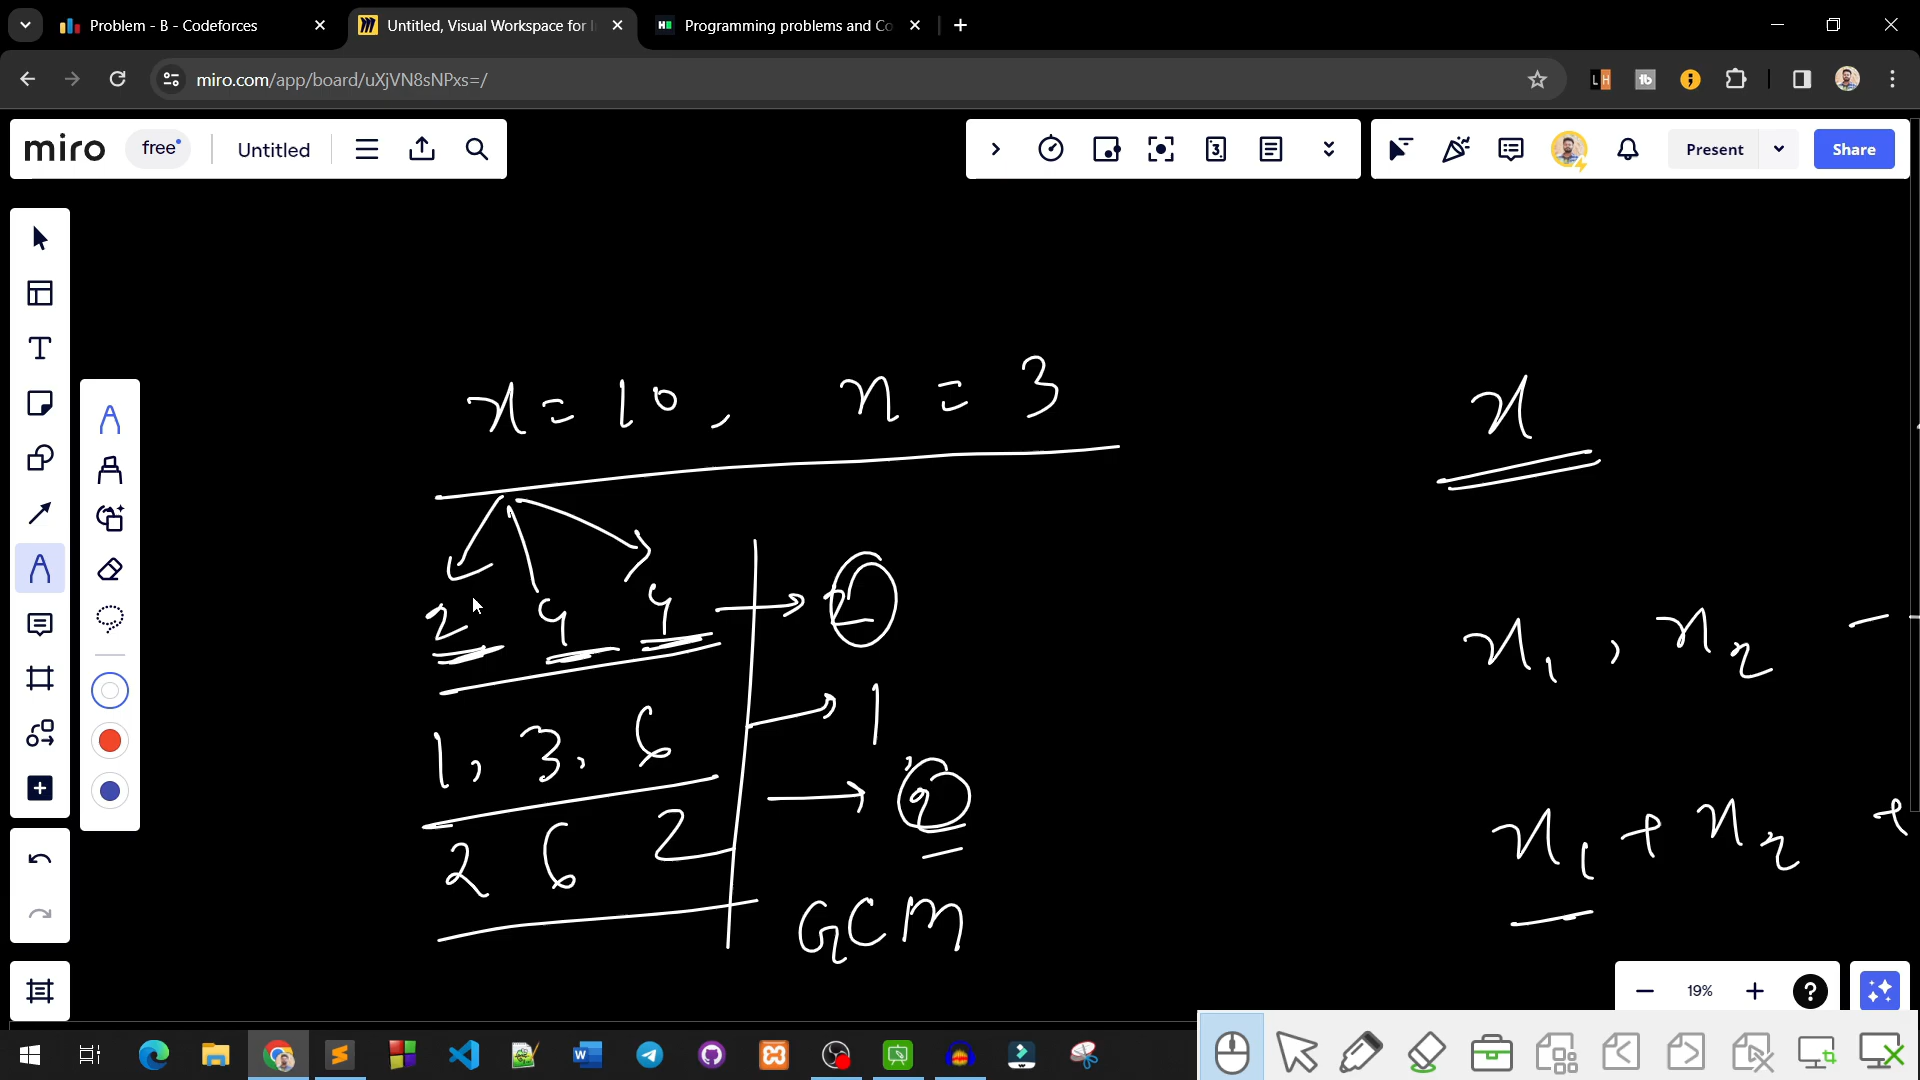 Problem - B - Codeforces
Untitled, Visual Workspace for I
Programming problems and Co
miro.com/app/board/uXjVN8sNPxs=/
miro free Untitled
Present Share
x = 10, n = 3
x
2 4 4 → 2
x1, x2 -
1, 3, 6 → 1
→ 2
x1 + x2 +
2 6 2
GCM
19%